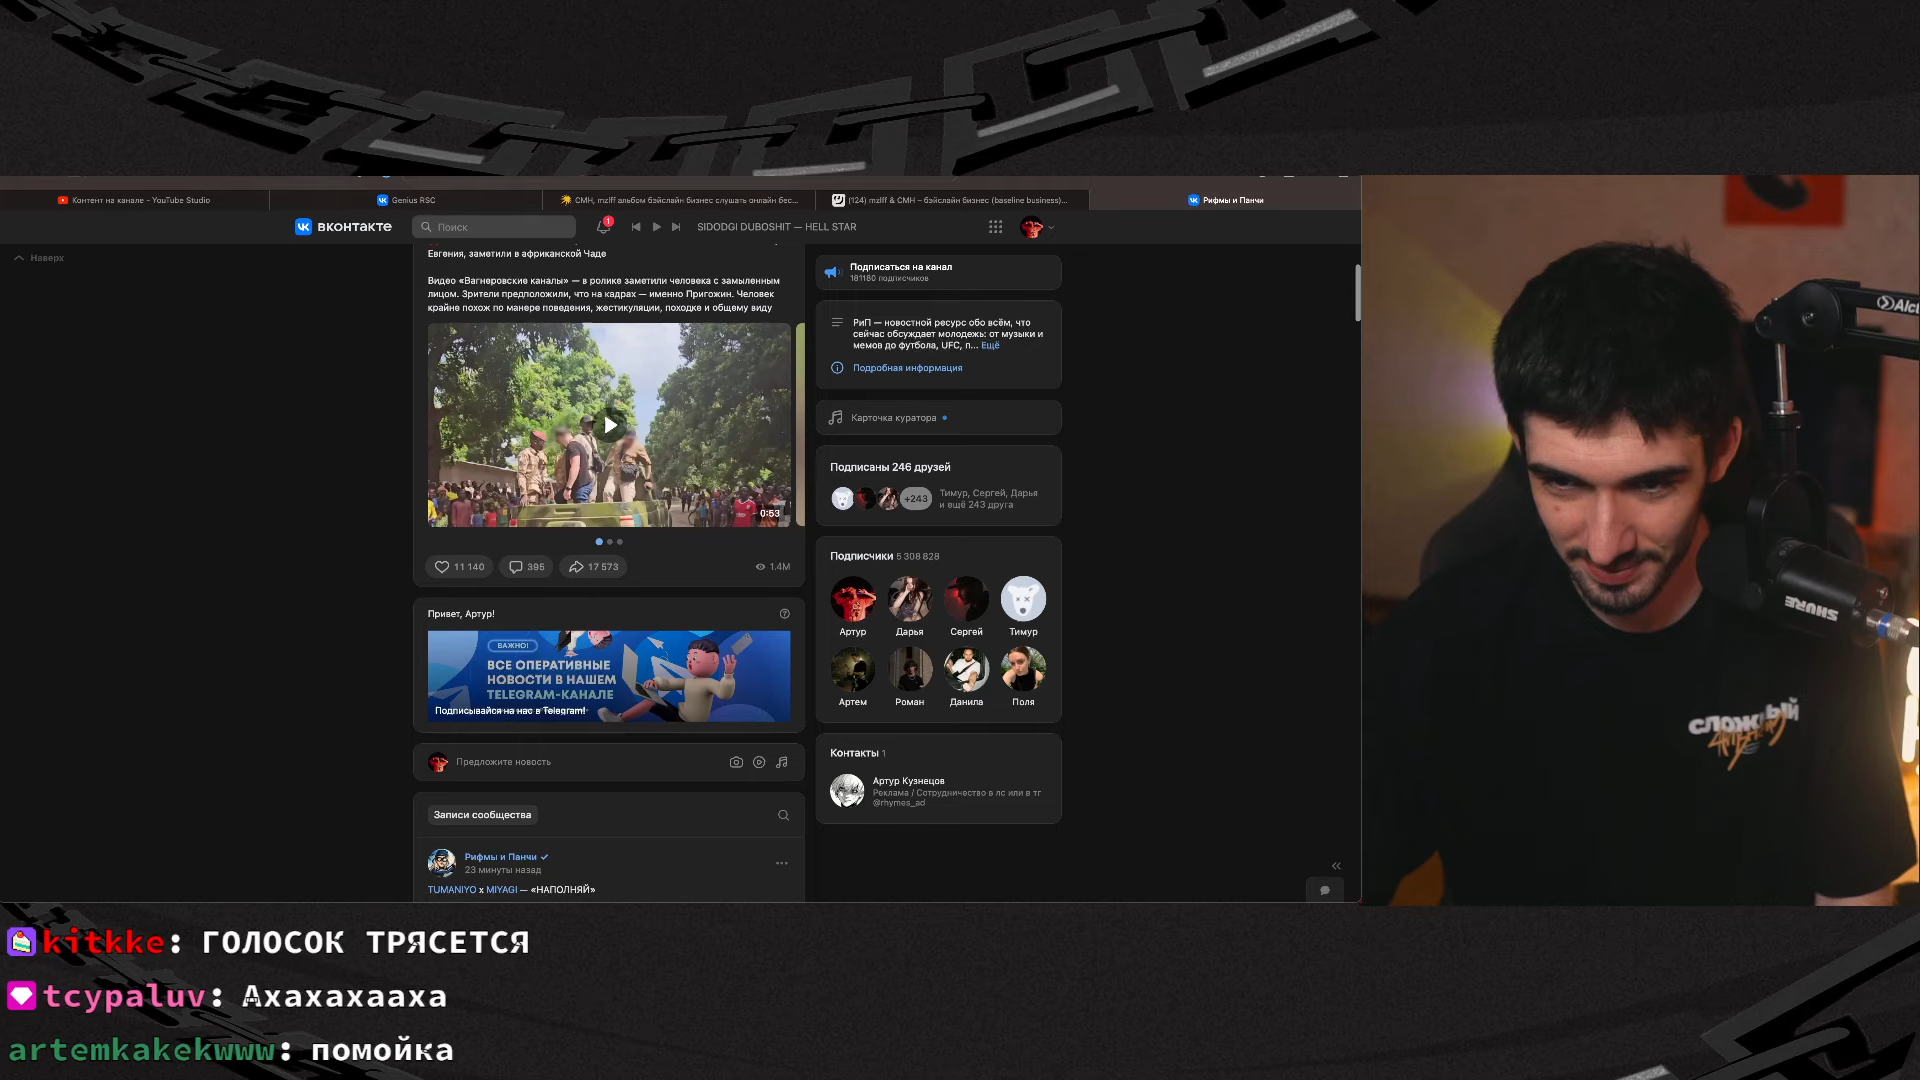 Контент на канале - YouTube Studio
Genius RSC
СМН, mzlff альбом бэйслайн бизнес слушать онлайн бес...
(124) mzlff & СМН – бэйслайн бизнес (baseline business)...
Рифмы и Панчи
вконтакте
Поиск
1
SIDODGI DUBOSHIT — HELL STAR
Наверх
Евгения, заметили в африканской Чаде
Видео «Вагнеровские каналы» — в ролике заметили человека с замыленным
лицом. Зрители предположили, что на кадрах — именно Пригожин. Человек
крайне похож по манере поведения, жестикуляции, походке и общему виду
0:53
11 140
395
17 573
1.4M
Привет, Артур!
ВАЖНО!
ВСЕ ОПЕРАТИВНЫЕ
НОВОСТИ В НАШЕМ
TELEGRAM-КАНАЛЕ
Подписывайся на нас в Telegram!
Предложите новость
Записи сообщества
Рифмы и Панчи
23 минуты назад
TUMANIYO x MIYAGI — «НАПОЛНЯЙ»
Подписаться на канал
181180 подписчиков
РиП — новостной ресурс обо всём, что
сейчас обсуждает молодежь: от музыки и
мемов до футбола, UFC, п... Ещё
Подробная информация
Карточка куратора
Подписаны 246 друзей
+243
Тимур, Сергей, Дарья
и ещё 243 друга
Подписчики 5 308 828
Артур
Дарья
Сергей
Тимур
Артем
Роман
Данила
Поля
Контакты 1
Артур Кузнецов
Реклама / Сотрудничество в лс или в тг
@rhymes_ad
SHURE
сложный
kitkke: ГОЛОСОК ТРЯСЕТСЯ
tcypaluv: Ахахахааха
artemkakekwww: помойка